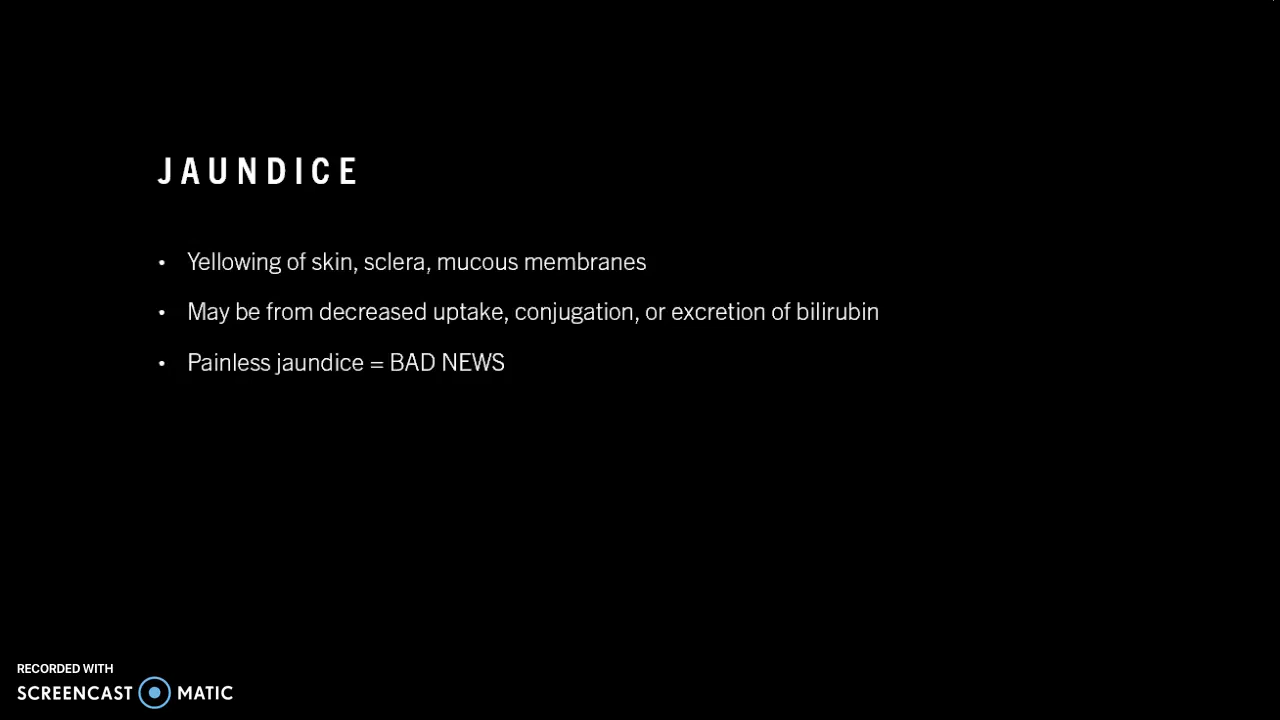 JAUNDICE
• Yellowing of skin, sclera, mucous membranes
• May be from decreased uptake, conjugation, or excretion of bilirubin
• Painless jaundice = BAD NEWS
RECORDED WITH
SCREENCAST MATIC